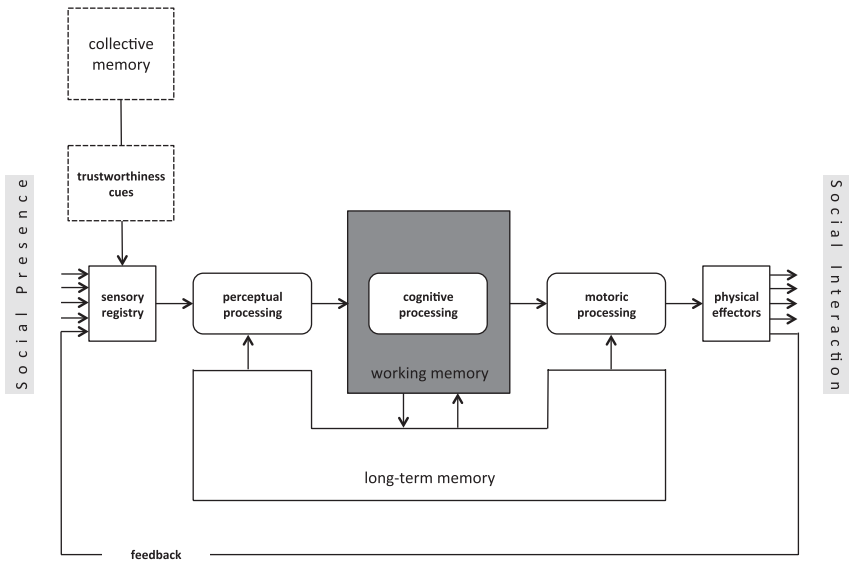 collective
memory
trustworthiness
cues
Social Presence
sensory
registry
perceptual
processing
cognitive
processing
working memory
motoric
processing
physical
effectors
Social Interaction
long-term memory
feedback